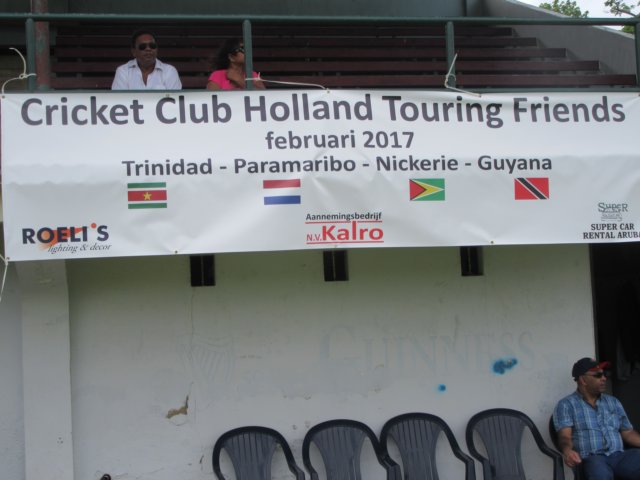 Cricket Club Holland Touring Friends
februari 2017
Trinidad - Paramaribo - Nickerie - Guyana
ROELI'S
lighting & decor
Aannemingsbedrijf
N.V. Kalro
SUPER
SUPER CAR
RENTAL ARUBA
GUINNESS